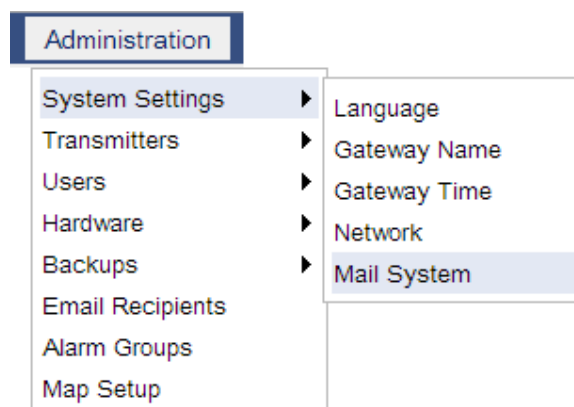 Administration
System Settings
Transmitters
Users
Hardware
Backups
Email Recipients
Alarm Groups
Map Setup
Language
Gateway Name
Gateway Time
Network
Mail System